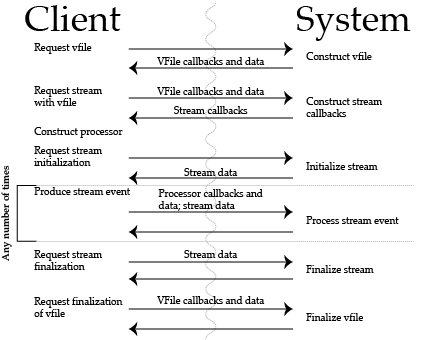 Client
System
Request vfile
VFile callbacks and data
Construct vfile
Request stream
with vfile
VFile callbacks and data
Stream callbacks
Construct stream
callbacks
Construct processor
Request stream
initialization
Stream data
Initialize stream
Any number of times
Produce stream event
Processor callbacks and
data; stream data
Process stream event
Request stream
finalization
Stream data
Finalize stream
Request finalization
of vfile
VFile callbacks and data
Finalize vfile